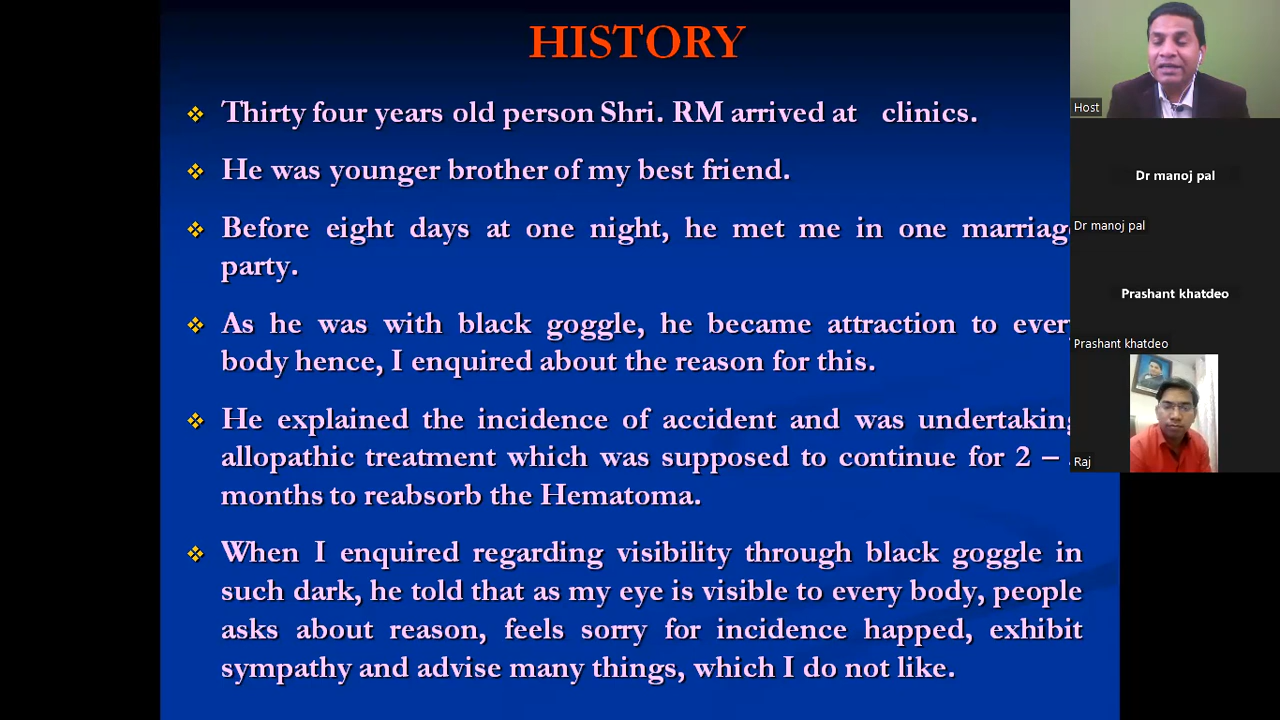 HISTORY
Thirty four years old person Shri. RM arrived at clinics.
He was younger brother of my best friend.
Before eight days at one night, he met me in one marriag
party.
As he was with black goggle, he became attraction to ever
body hence, I enquired about the reason for this.
He explained the incidence of accident and was undertaking
allopathic treatment which was supposed to continue for 2 –
months to reabsorb the Hematoma.
When I enquired regarding visibility through black goggle in
such dark, he told that as my eye is visible to every body, people
asks about reason, feels sorry for incidence happed, exhibit
sympathy and advise many things, which I do not like.
Host
Dr manoj pal
Dr manoj pal
Prashant khatdeo
Prashant khatdeo
Raj